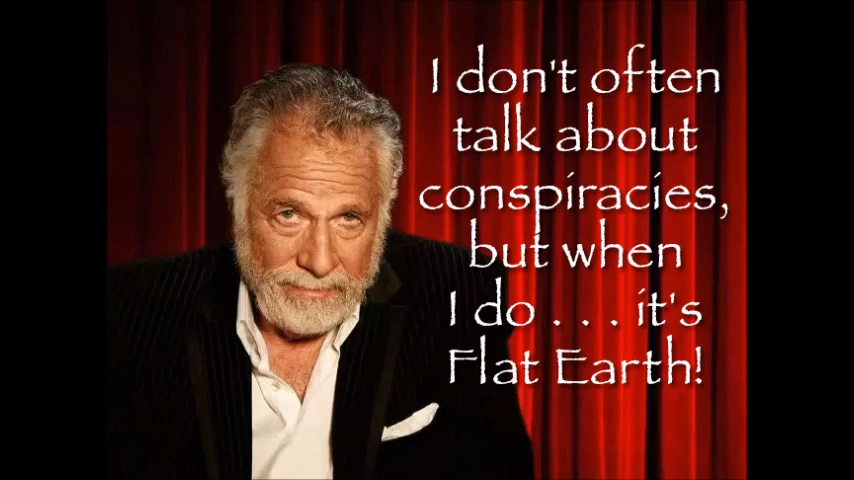 I don't often
talk about
conspiracies,
but when
I do . . . it's
Flat Earth!